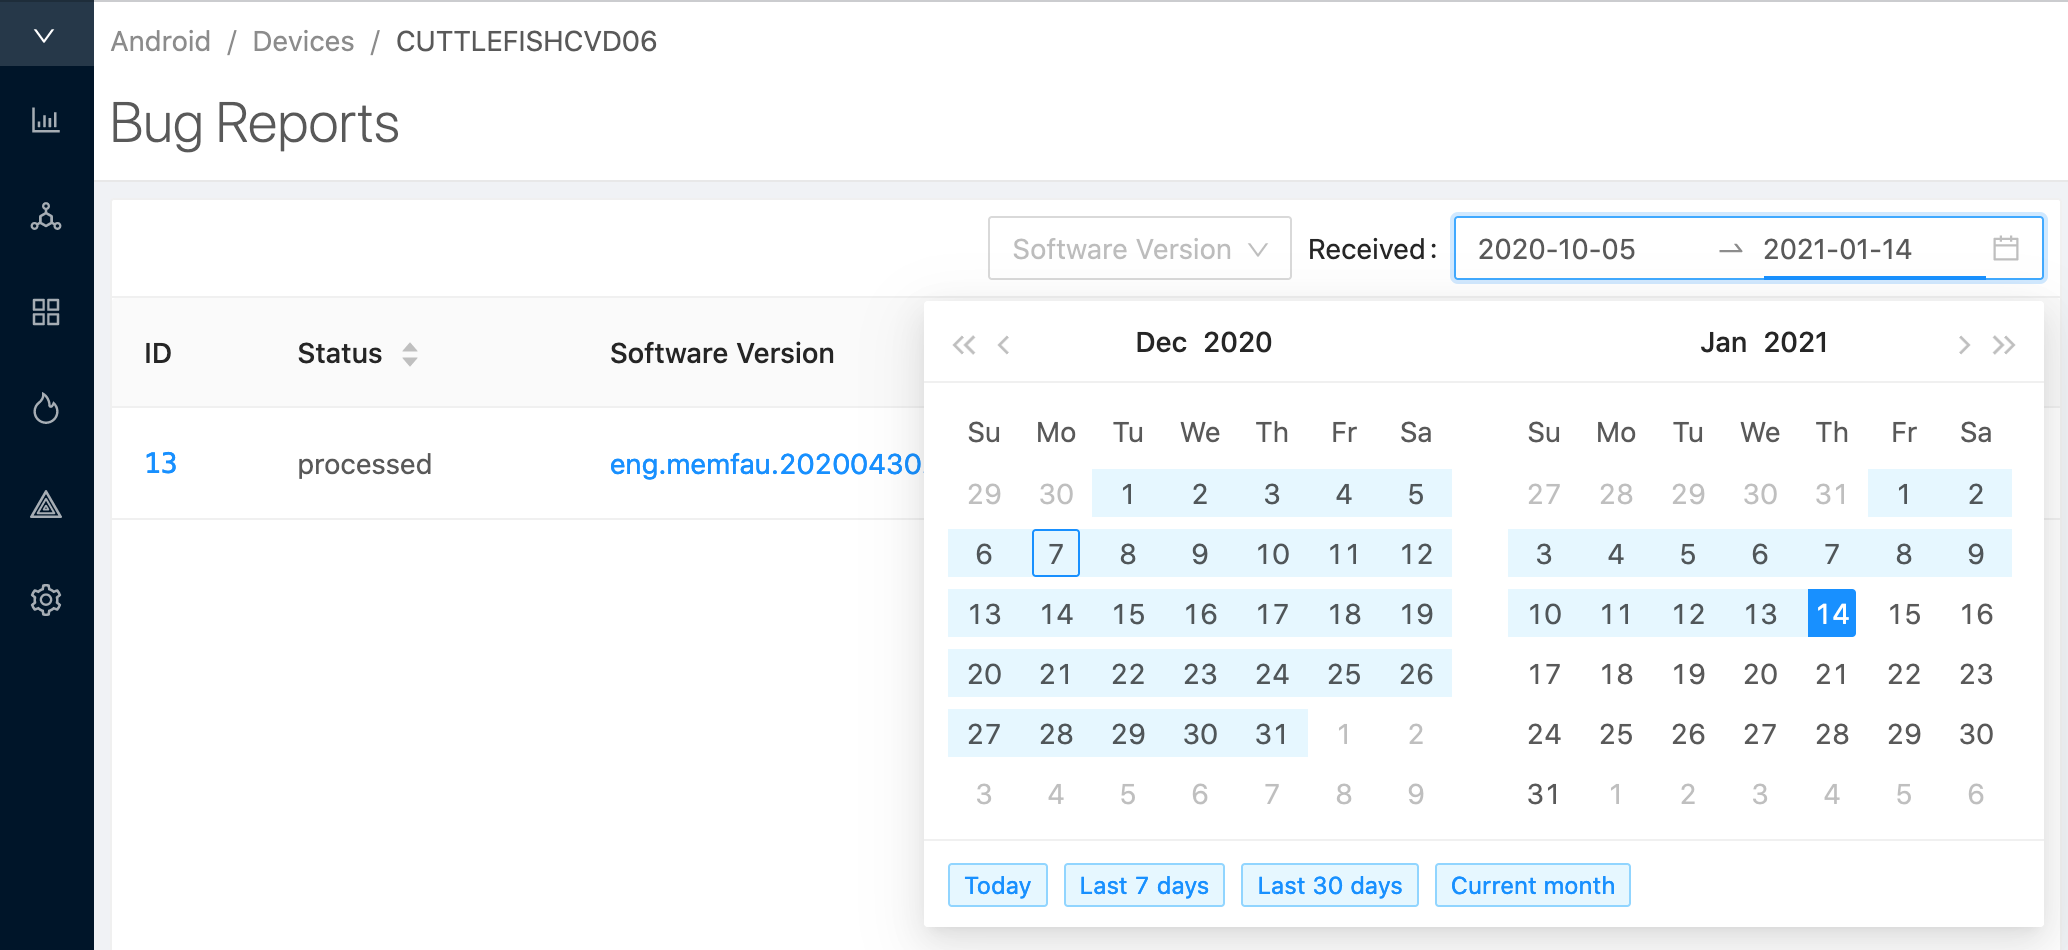 Android / Devices / CUTTLEFISHCVD06
Bug Reports
Software Version Received: 2020-10-05 → 2021-01-14
ID Status Software Version
13 processed eng.memfau.20200430
Dec 2020
Su Mo Tu We Th Fr Sa
29 30 1 2 3 4 5
6 7 8 9 10 11 12
13 14 15 16 17 18 19
20 21 22 23 24 25 26
27 28 29 30 31 1 2
3 4 5 6 7 8 9
Jan 2021
Su Mo Tu We Th Fr Sa
27 28 29 30 31 1 2
3 4 5 6 7 8 9
10 11 12 13 14 15 16
17 18 19 20 21 22 23
24 25 26 27 28 29 30
31 1 2 3 4 5 6
Today Last 7 days Last 30 days Current month